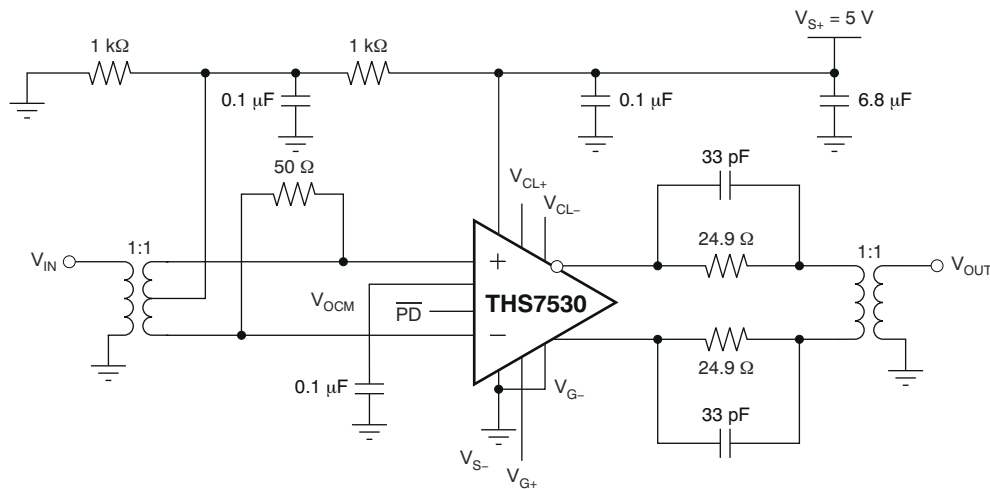 V_S+ = 5 V
1 kΩ
1 kΩ
0.1 μF
0.1 μF
6.8 μF
50 Ω
33 pF
V_CL+
V_CL−
24.9 Ω
1:1
1:1
V_IN
V_OUT
+
V_OCM
P̅D̅
THS7530
−
24.9 Ω
0.1 μF
V_G−
33 pF
V_S−
V_G+